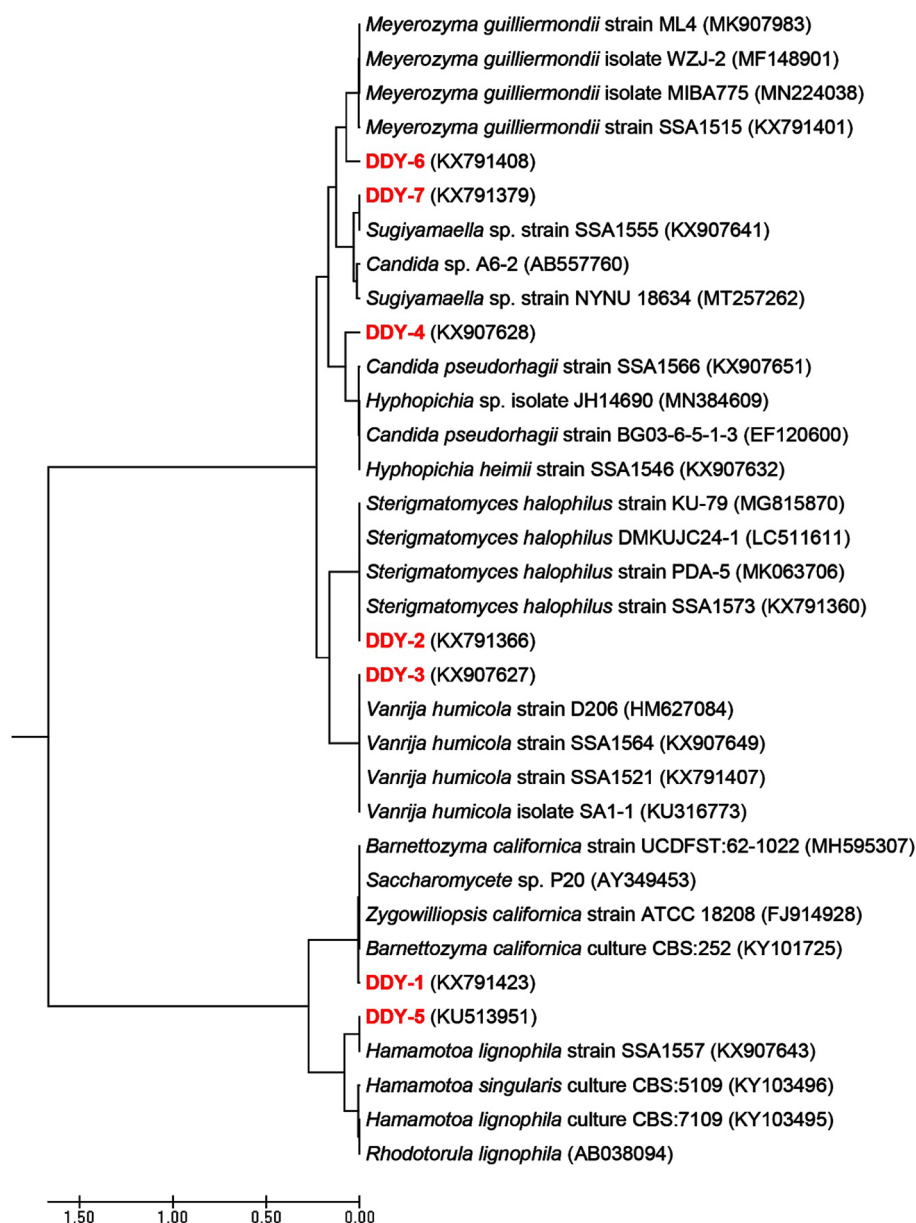 Meyerozyma guilliermondii strain ML4 (MK907983)
Meyerozyma guilliermondii isolate WZJ-2 (MF148901)
Meyerozyma guilliermondii isolate MIBA775 (MN224038)
Meyerozyma guilliermondii strain SSA1515 (KX791401)
DDY-6 (KX791408)
DDY-7 (KX791379)
Sugiyamaella sp. strain SSA1555 (KX907641)
Candida sp. A6-2 (AB557760)
Sugiyamaella sp. strain NYNU 18634 (MT257262)
DDY-4 (KX907628)
Candida pseudorhagii strain SSA1566 (KX907651)
Hyphopichia sp. isolate JH14690 (MN384609)
Candida pseudorhagii strain BG03-6-5-1-3 (EF120600)
Hyphopichia heimii strain SSA1546 (KX907632)
Sterigmatomyces halophilus strain KU-79 (MG815870)
Sterigmatomyces halophilus DMKUJC24-1 (LC511611)
Sterigmatomyces halophilus strain PDA-5 (MK063706)
Sterigmatomyces halophilus strain SSA1573 (KX791360)
DDY-2 (KX791366)
DDY-3 (KX907627)
Vanrija humicola strain D206 (HM627084)
Vanrija humicola strain SSA1564 (KX907649)
Vanrija humicola strain SSA1521 (KX791407)
Vanrija humicola isolate SA1-1 (KU316773)
Barnettozyma californica strain UCDFST:62-1022 (MH595307)
Saccharomycete sp. P20 (AY349453)
Zygowilliopsis californica strain ATCC 18208 (FJ914928)
Barnettozyma californica culture CBS:252 (KY101725)
DDY-1 (KX791423)
DDY-5 (KU513951)
Hamamotoa lignophila strain SSA1557 (KX907643)
Hamamotoa singularis culture CBS:5109 (KY103496)
Hamamotoa lignophila culture CBS:7109 (KY103495)
Rhodotorula lignophila (AB038094)
1.50 1.00 0.50 0.00